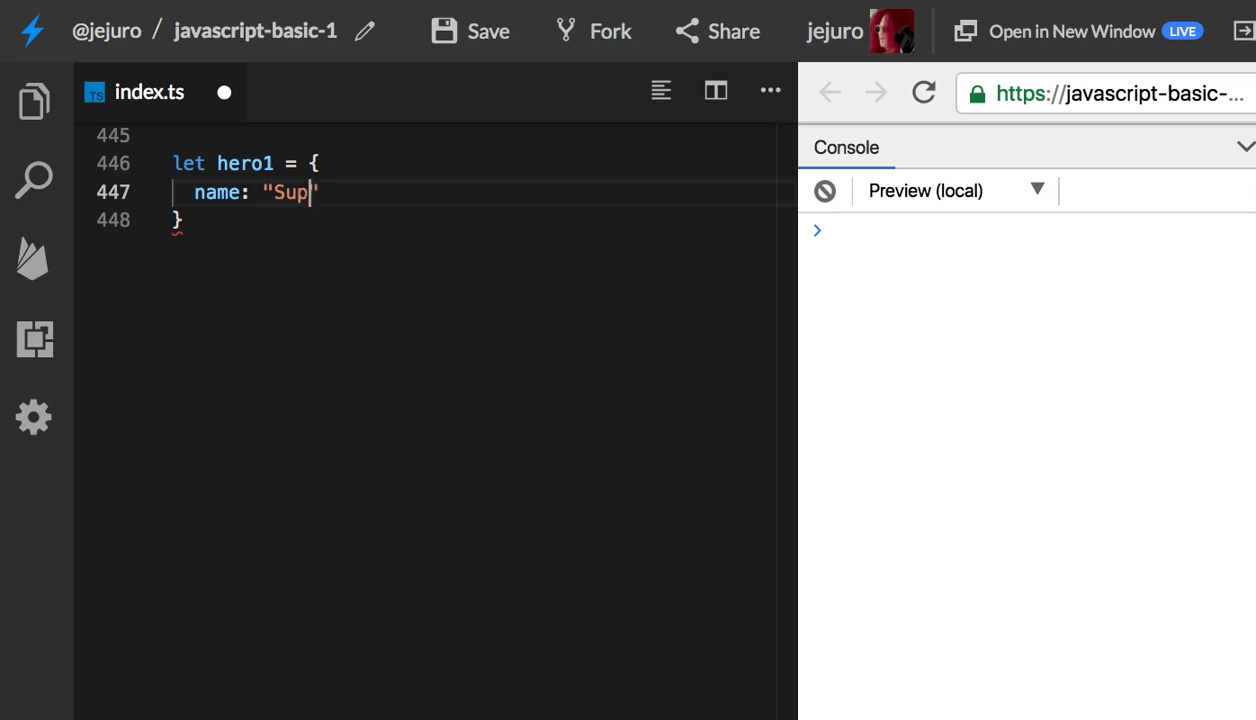 @jejuro / javascript-basic-1 Save Fork Share jejuro Open in New Window LIVE
TS index.ts https://javascript-basic-...
445
446 let hero1 = {
447 name: "Sup"
448 }
Console
Preview (local)